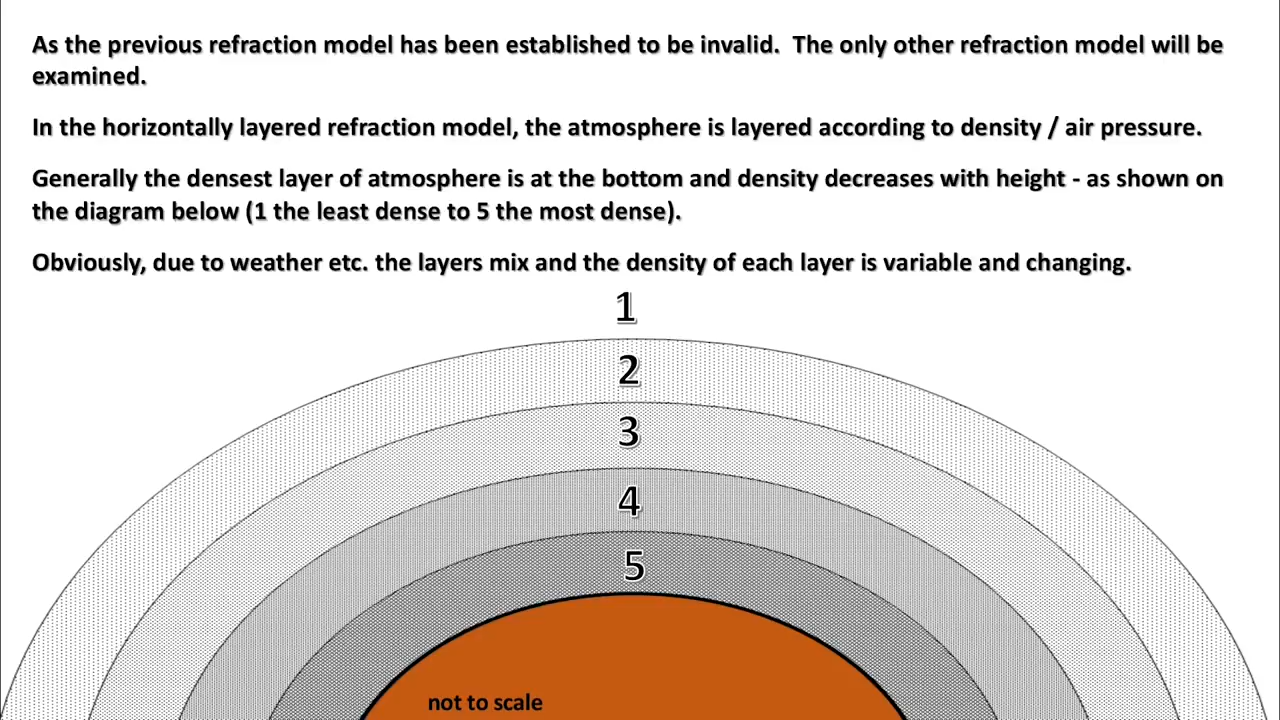 As the previous refraction model has been established to be invalid.  The only other refraction model will be
examined.
In the horizontally layered refraction model, the atmosphere is layered according to density / air pressure.
Generally the densest layer of atmosphere is at the bottom and density decreases with height - as shown on
the diagram below (1 the least dense to 5 the most dense).
Obviously, due to weather etc. the layers mix and the density of each layer is variable and changing.
1
2
3
4
5
not to scale